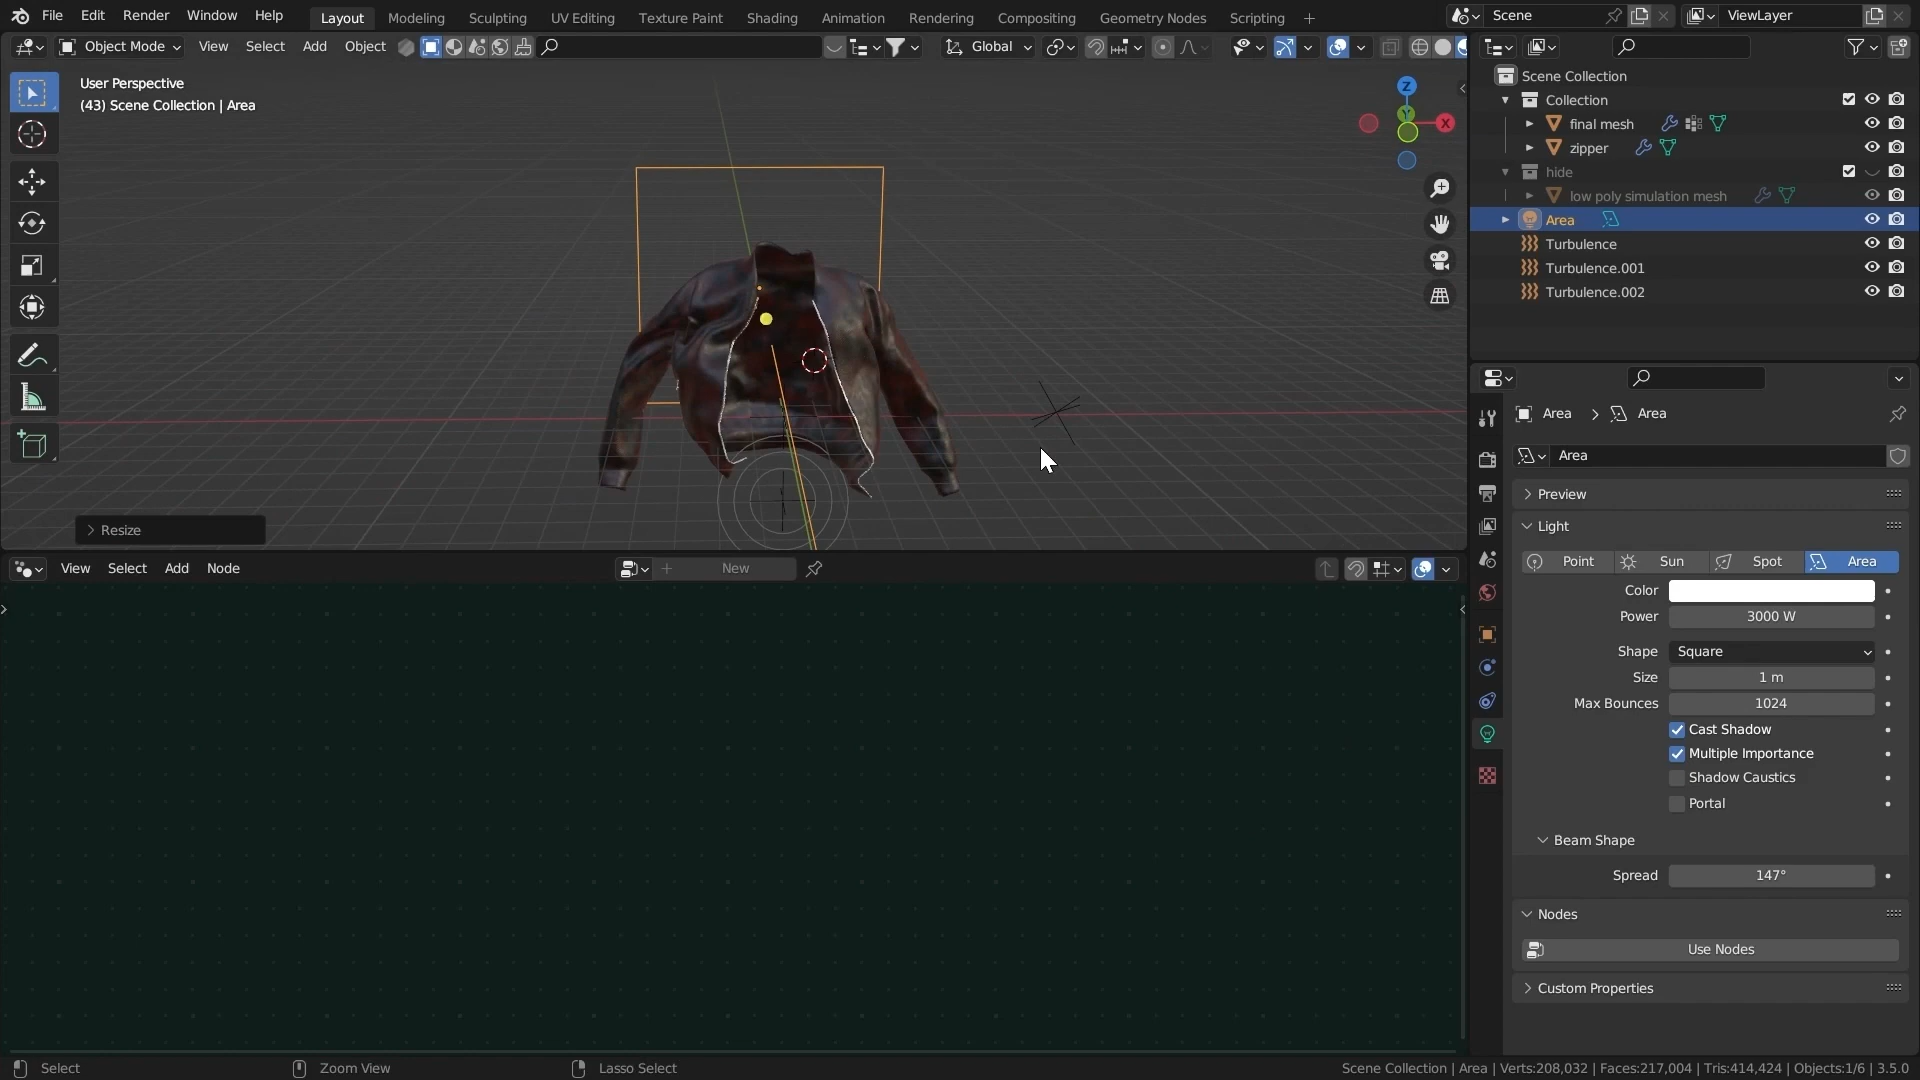 File Edit Render Window Help Layout Modeling Sculpting UV Editing Texture Paint Shading Animation Rendering Compositing Geometry Nodes Scripting + Scene ViewLayer
Object Mode View Select Add Object Global
User Perspective
(43) Scene Collection | Area
Z
Y
X
Resize
Scene Collection
Collection
final mesh
zipper
hide
low poly simulation mesh
Area
Turbulence
Turbulence.001
Turbulence.002
Area > Area
Area
Preview
Light
Point Sun Spot Area
Color
Power 3000 W
Shape Square
Size 1 m
Max Bounces 1024
Cast Shadow
Multiple Importance
Shadow Caustics
Portal
Beam Shape
Spread 147°
Nodes
Use Nodes
Custom Properties
View Select Add Node New
Select Zoom View Lasso Select Scene Collection | Area | Verts:208,032 | Faces:217,004 | Tris:414,424 | Objects:1/6 | 3.5.0